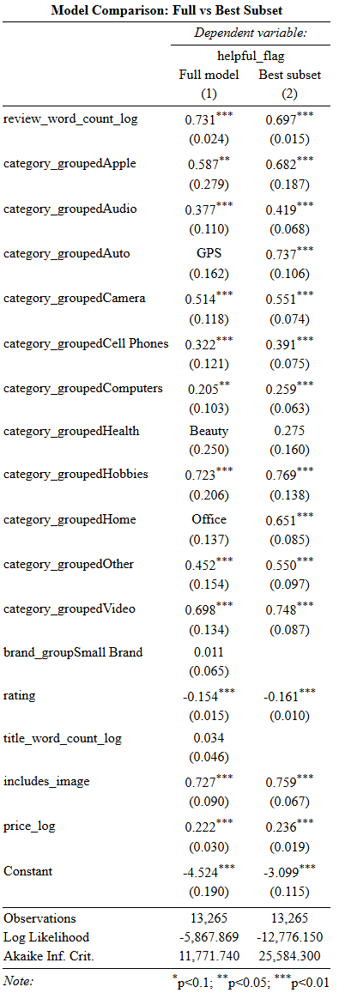 Model Comparison: Full vs Best Subset
Dependent variable:
helpful_flag
Full model Best subset
(1) (2)
review_word_count_log 0.731*** 0.697***
(0.024) (0.015)
category_groupedApple 0.587** 0.682***
(0.279) (0.187)
category_groupedAudio 0.377*** 0.419***
(0.110) (0.068)
category_groupedAuto GPS 0.737***
(0.162) (0.106)
category_groupedCamera 0.514*** 0.551***
(0.118) (0.074)
category_groupedCell Phones 0.322*** 0.391***
(0.121) (0.075)
category_groupedComputers 0.205** 0.259***
(0.103) (0.063)
category_groupedHealth Beauty 0.275
(0.250) (0.160)
category_groupedHobbies 0.723*** 0.769***
(0.206) (0.138)
category_groupedHome Office 0.651***
(0.137) (0.085)
category_groupedOther 0.452*** 0.550***
(0.154) (0.097)
category_groupedVideo 0.698*** 0.748***
(0.134) (0.087)
brand_groupSmall Brand 0.011
(0.065)
rating -0.154*** -0.161***
(0.015) (0.010)
title_word_count_log 0.034
(0.046)
includes_image 0.727*** 0.759***
(0.090) (0.067)
price_log 0.222*** 0.236***
(0.030) (0.019)
Constant -4.524*** -3.099***
(0.190) (0.115)
Observations 13,265 13,265
Log Likelihood -5,867.869 -12,776.150
Akaike Inf. Crit. 11,771.740 25,584.300
Note: *p<0.1; **p<0.05; ***p<0.01